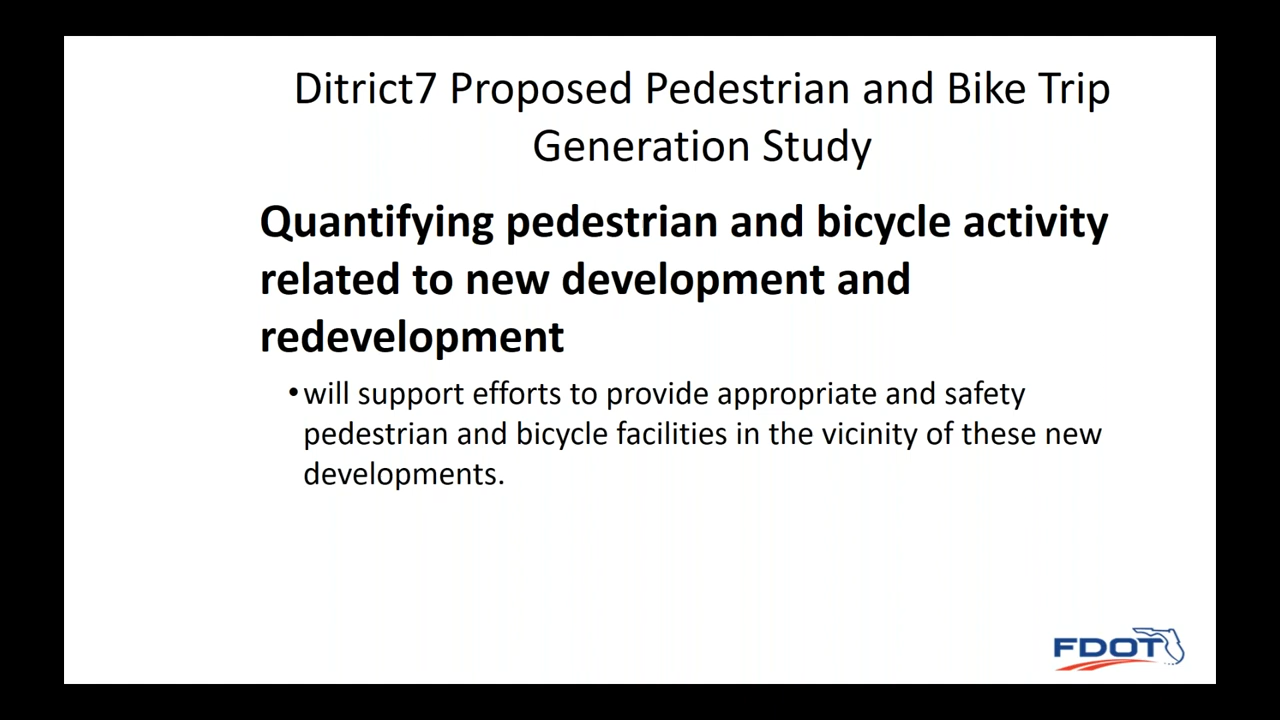 Ditrict7 Proposed Pedestrian and Bike Trip
Generation Study
Quantifying pedestrian and bicycle activity
related to new development and
redevelopment
•will support efforts to provide appropriate and safety
pedestrian and bicycle facilities in the vicinity of these new
developments.
FDOT